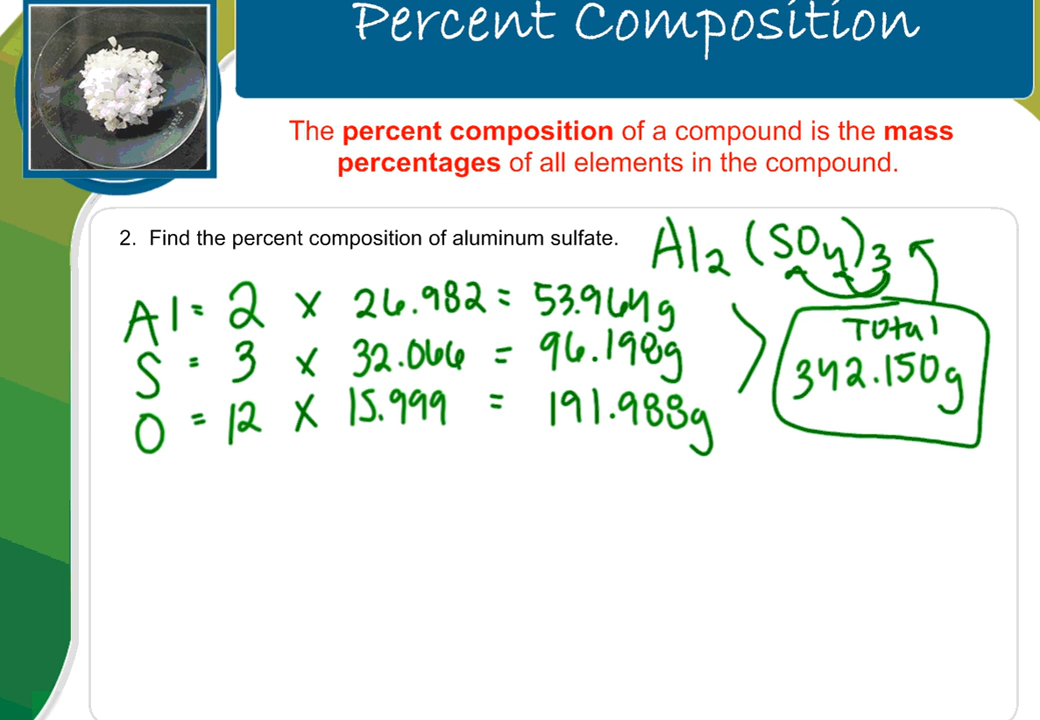 Percent Composition
The percent composition of a compound is the mass
percentages of all elements in the compound.
2. Find the percent composition of aluminum sulfate. Al2 (SO4)3
Al = 2 x 26.982 = 53.964g
S = 3 x 32.066 = 96.198g
O = 12 x 15.999 = 191.988g
Total
342.150g